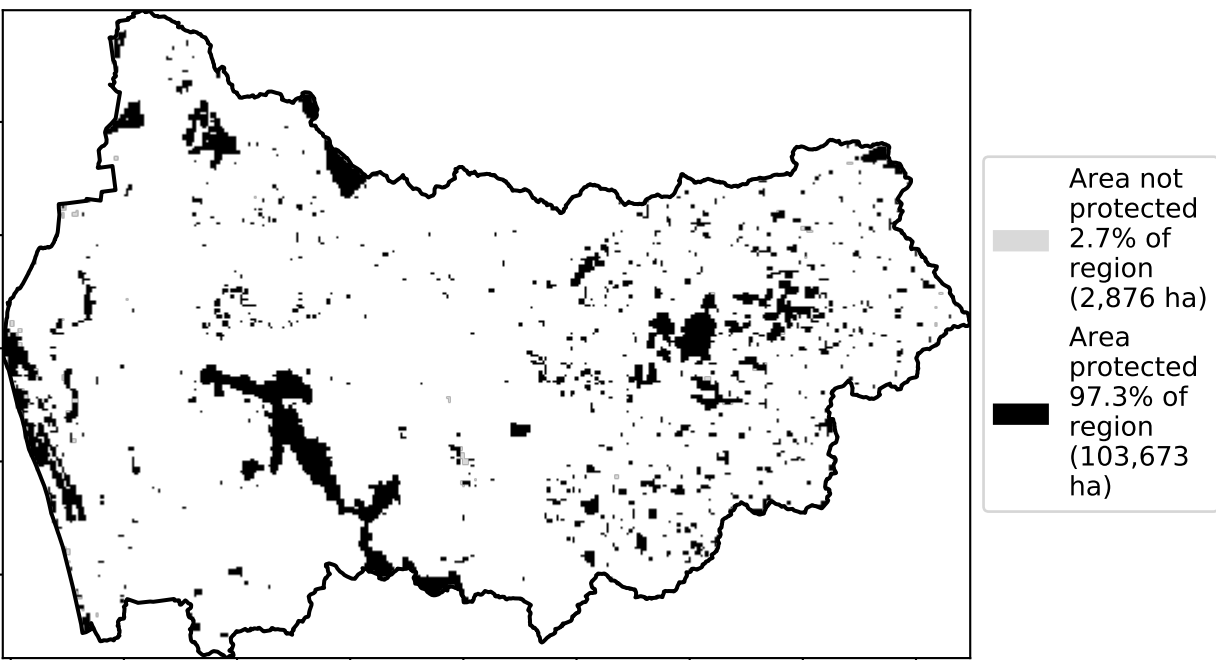 Area not
protected
2.7% of
region
(2,876 ha)
Area
protected
97.3% of
region
(103,673
ha)